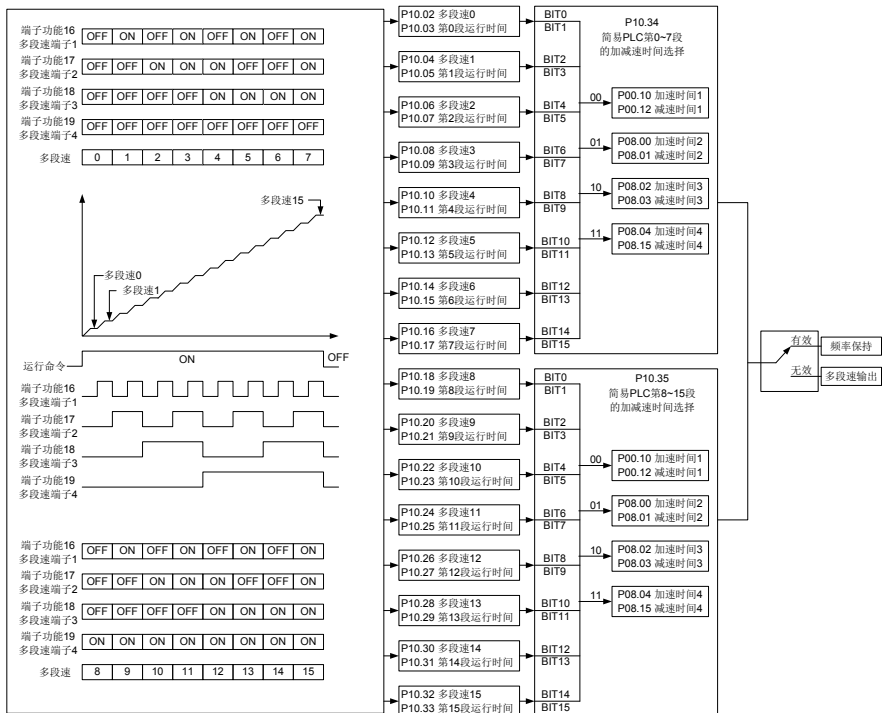 端子功能16
多段速端子1
OFF ON OFF ON OFF ON OFF ON
端子功能17
多段速端子2
OFF OFF ON ON OFF OFF ON ON
端子功能18
多段速端子3
OFF OFF OFF OFF ON ON ON ON
端子功能19
多段速端子4
OFF OFF OFF OFF OFF OFF OFF OFF
多段速 0 1 2 3 4 5 6 7
多段速15
多段速0
多段速1
运行命令
ON
OFF
端子功能16
多段速端子1
端子功能17
多段速端子2
端子功能18
多段速端子3
端子功能19
多段速端子4
端子功能16
多段速端子1
OFF ON OFF ON OFF ON OFF ON
端子功能17
多段速端子2
OFF OFF ON ON OFF OFF ON ON
端子功能18
多段速端子3
OFF OFF OFF OFF ON ON ON ON
端子功能19
多段速端子4
ON ON ON ON ON ON ON ON
多段速 8 9 10 11 12 13 14 15
P10.02 多段速0
P10.03 第0段运行时间
P10.04 多段速1
P10.05 第1段运行时间
P10.06 多段速2
P10.07 第2段运行时间
P10.08 多段速3
P10.09 第3段运行时间
P10.10 多段速4
P10.11 第4段运行时间
P10.12 多段速5
P10.13 第5段运行时间
P10.14 多段速6
P10.15 第6段运行时间
P10.16 多段速7
P10.17 第7段运行时间
P10.18 多段速8
P10.19 第8段运行时间
P10.20 多段速9
P10.21 第9段运行时间
P10.22 多段速10
P10.23 第10段运行时间
P10.24 多段速11
P10.25 第11段运行时间
P10.26 多段速12
P10.27 第12段运行时间
P10.28 多段速13
P10.29 第13段运行时间
P10.30 多段速14
P10.31 第14段运行时间
P10.32 多段速15
P10.33 第15段运行时间
BIT0
BIT1
BIT2
BIT3
BIT4
BIT5
BIT6
BIT7
BIT8
BIT9
BIT10
BIT11
BIT12
BIT13
BIT14
BIT15
P10.34
简易PLC第0~7段
的加减速时间选择
00
P00.10 加速时间1
P00.12 减速时间1
01
P08.00 加速时间2
P08.01 减速时间2
10
P08.02 加速时间3
P08.03 减速时间3
11
P08.04 加速时间4
P08.15 减速时间4
BIT0
BIT1
BIT2
BIT3
BIT4
BIT5
BIT6
BIT7
BIT8
BIT9
BIT10
BIT11
BIT12
BIT13
BIT14
BIT15
P10.35
简易PLC第8~15段
的加减速时间选择
00
P00.10 加速时间1
P00.12 减速时间1
01
P08.00 加速时间2
P08.01 减速时间2
10
P08.02 加速时间3
P08.03 减速时间3
11
P08.04 加速时间4
P08.15 减速时间4
有效
频率保持
无效
多段速输出